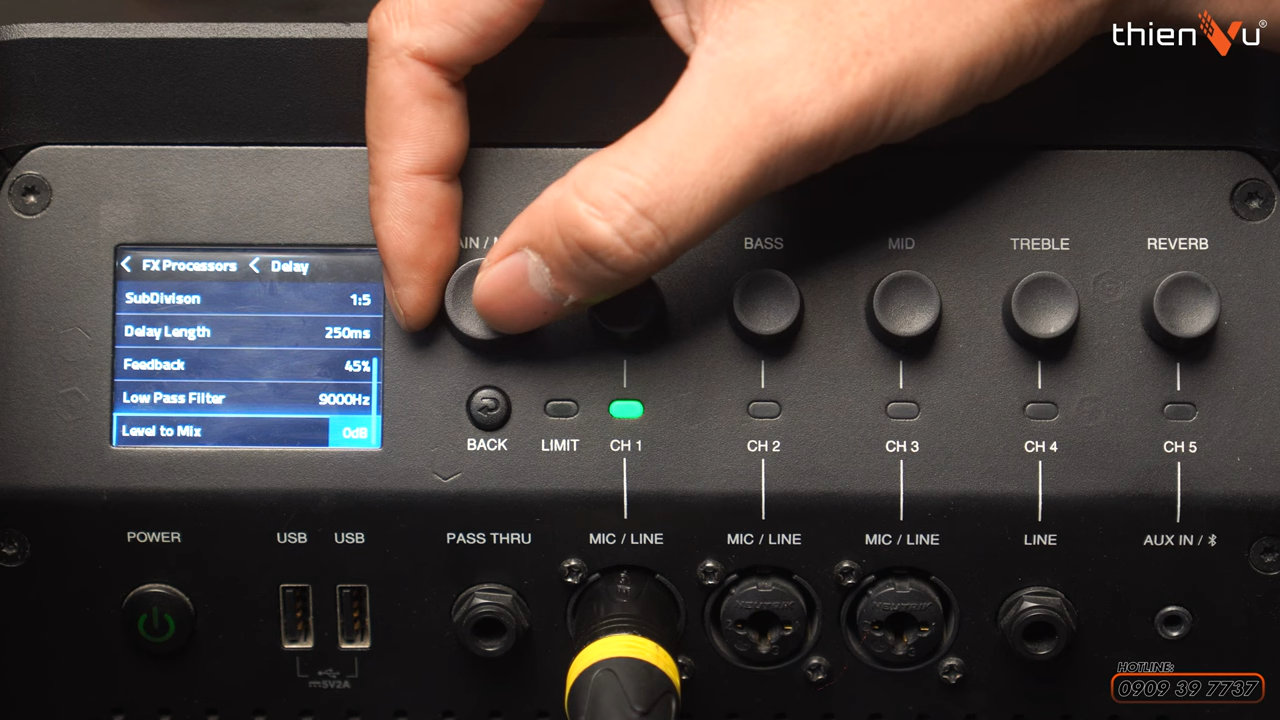 thienVu®
AIN / M
BASS
MID
TREBLE
REVERB
FX Processors
Delay
SubDivison
1:5
Delay Length
250ms
Feedback
45%
Low Pass Filter
9000Hz
Level to Mix
0dB
BACK
LIMIT
CH 1
CH 2
CH 3
CH 4
CH 5
POWER
USB
USB
PASS THRU
MIC / LINE
MIC / LINE
MIC / LINE
LINE
AUX IN /
NEUTRIK
NEUTRIK
5V2A
HOTLINE:
0909 39 7737